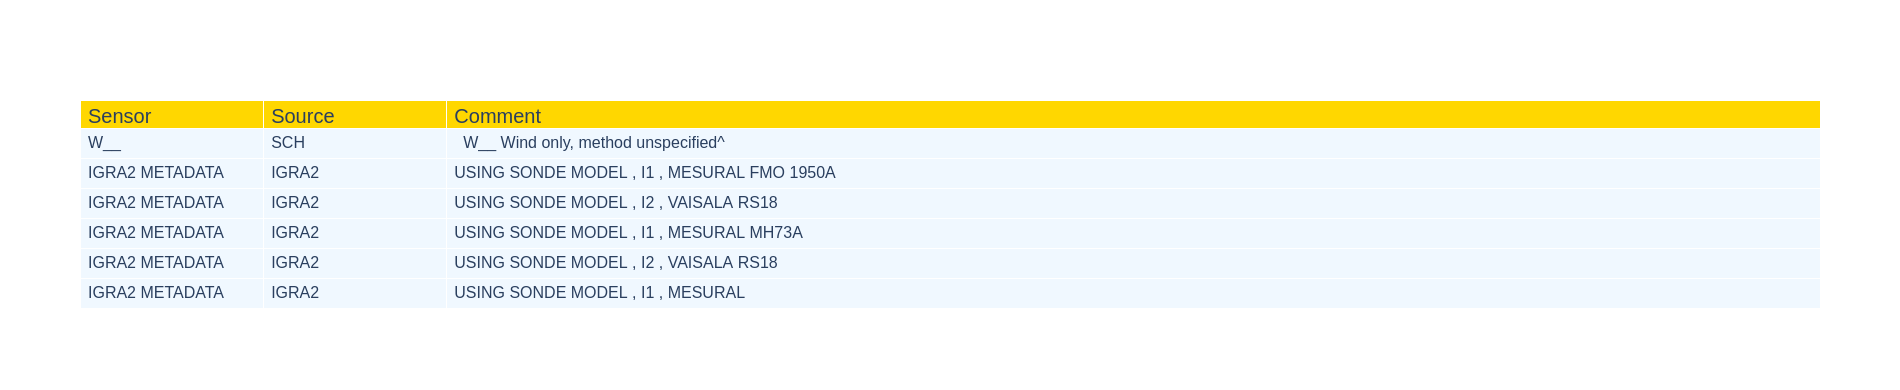 Sensor Source Comment
W__ SCH W__ Wind only, method unspecified^
IGRA2 METADATA IGRA2 USING SONDE MODEL , I1 , MESURAL FMO 1950A
IGRA2 METADATA IGRA2 USING SONDE MODEL , I2 , VAISALA RS18
IGRA2 METADATA IGRA2 USING SONDE MODEL , I1 , MESURAL MH73A
IGRA2 METADATA IGRA2 USING SONDE MODEL , I2 , VAISALA RS18
IGRA2 METADATA IGRA2 USING SONDE MODEL , I1 , MESURAL